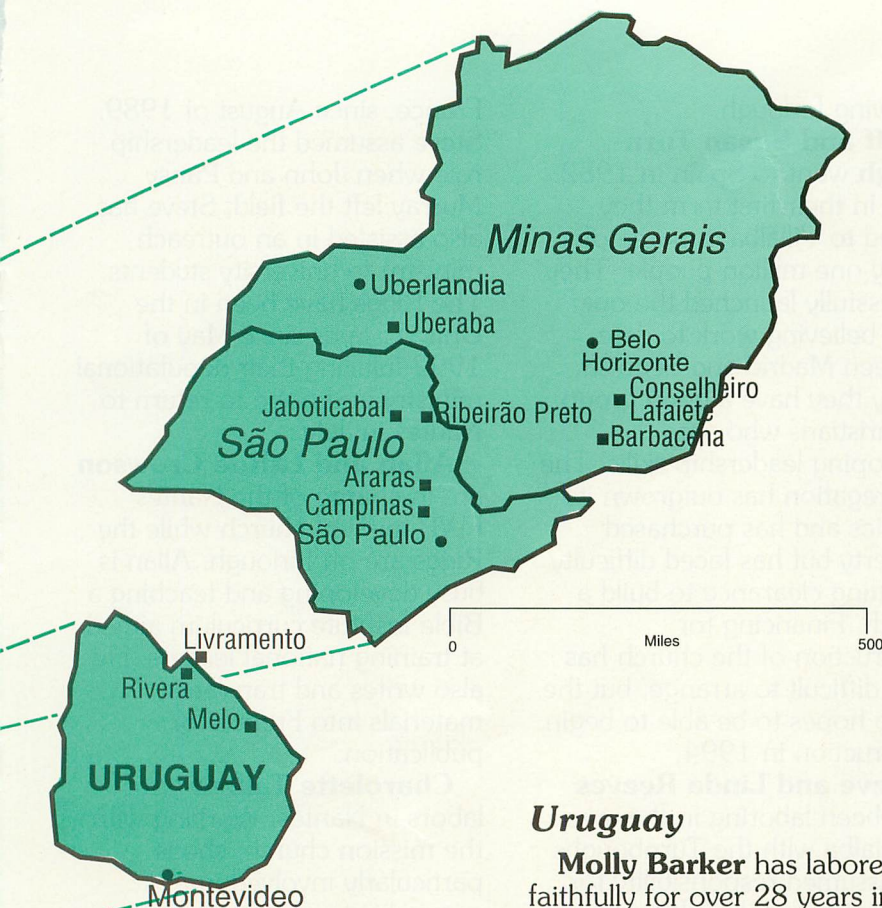 Minas Gerais
Uberlandia
Uberaba
Belo
Horizonte
Conselheiro
Lafaiete
Barbacena
Jaboticabal
Ribeirão Preto
São Paulo
Araras
Campinas
São Paulo
0 Miles 500
Livramento
Rivera
Melo
URUGUAY
Montevideo
Uruguay
Molly Barker has labore
faithfully for over 28 years in